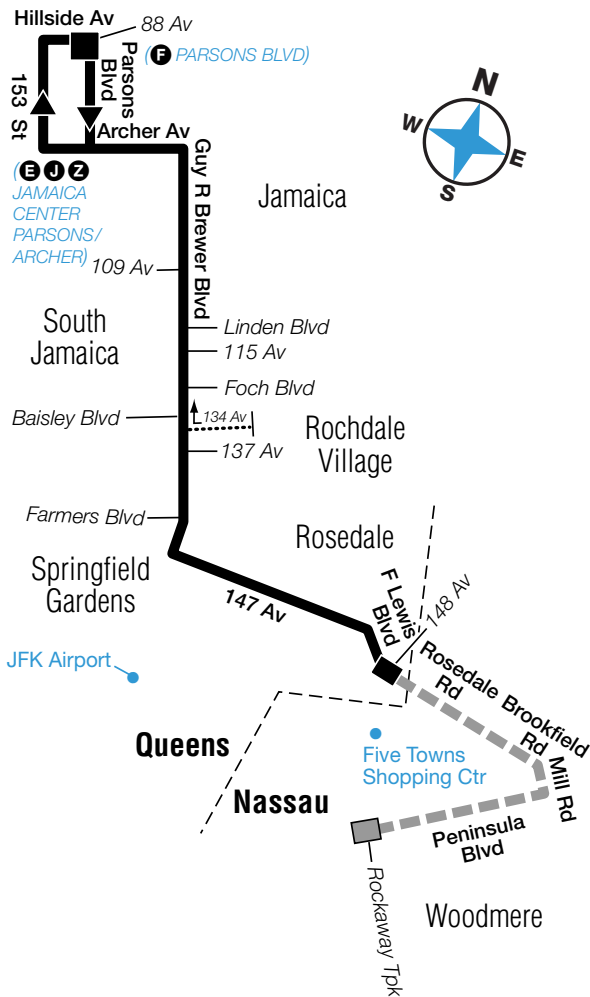 Hillside Av
88 Av
(F PARSONS BLVD)
Parsons
Blvd
153 St
Archer Av
N
W
E
S
(E J Z
JAMAICA
CENTER
PARSONS/
ARCHER)
Guy R Brewer Blvd
Jamaica
109 Av
South
Jamaica
Linden Blvd
115 Av
Foch Blvd
Baisley Blvd
134 Av
137 Av
Rochdale
Village
Farmers Blvd
Rosedale
Springfield
Gardens
147 Av
F Lewis
Blvd
148 Av
JFK Airport
Rosedale
Rd
Brookfield
Rd
Mill Rd
Queens
Nassau
Five Towns
Shopping Ctr
Peninsula
Blvd
Rockaway Tpk
Woodmere